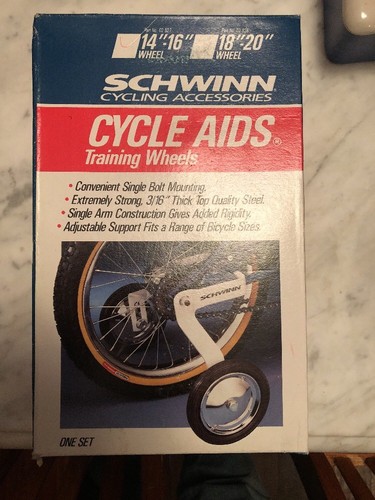 14"-16"
WHEEL
18"-20"
WHEEL
SCHWINN
CYCLING ACCESSORIES
CYCLE AIDS®
Training Wheels
• Convenient Single Bolt Mounting.
• Extremely Strong, 3/16" Thick Top Quality Steel.
• Single Arm Construction Gives Added Rigidity.
• Adjustable Support Fits a Range of Bicycle Sizes.
SCHWINN
ONE SET